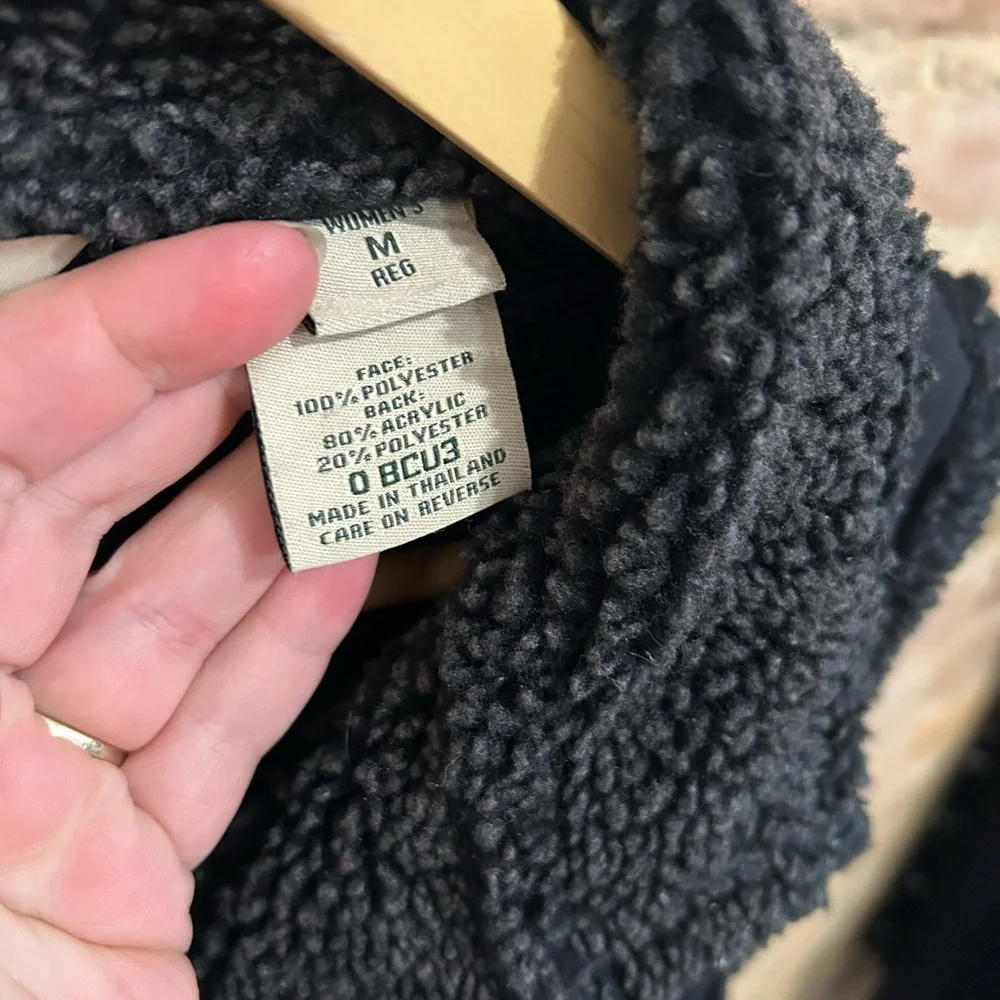 WOMEN'S
M
REG
FACE:
100% POLYESTER
BACK:
80% ACRYLIC
20% POLYESTER
0 BCU3
MADE IN THAILAND
CARE ON REVERSE